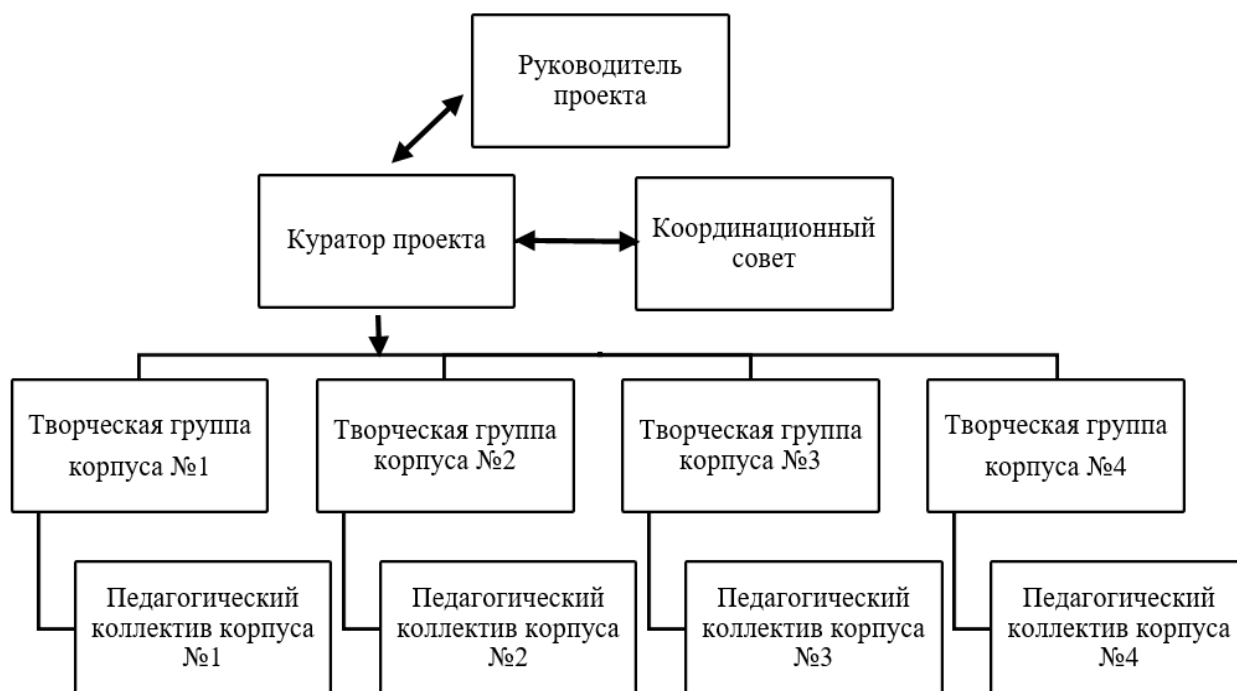 Руководитель
проекта
Куратор проекта
Координационный
совет
Творческая группа
корпуса №1
Творческая группа
корпуса №2
Творческая группа
корпуса №3
Творческая группа
корпуса №4
Педагогический
коллектив корпуса
№1
Педагогический
коллектив корпуса
№2
Педагогический
коллектив корпуса
№3
Педагогический
коллектив корпуса
№4